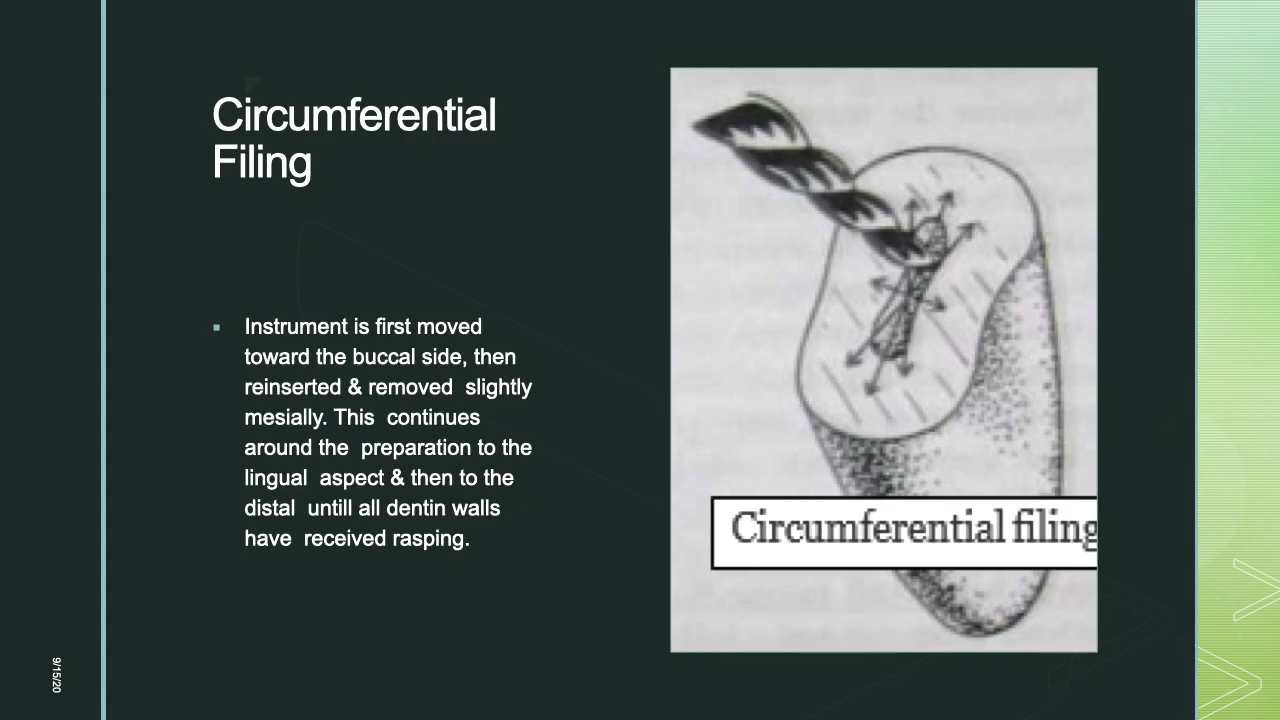 Circumferential
Filing
Instrument is first moved
toward the buccal side, then
reinserted & removed  slightly
mesially. This  continues
around the  preparation to the
lingual  aspect & then to the
distal  untill all dentin walls
have  received rasping.
Circumferential filing
9/15/20